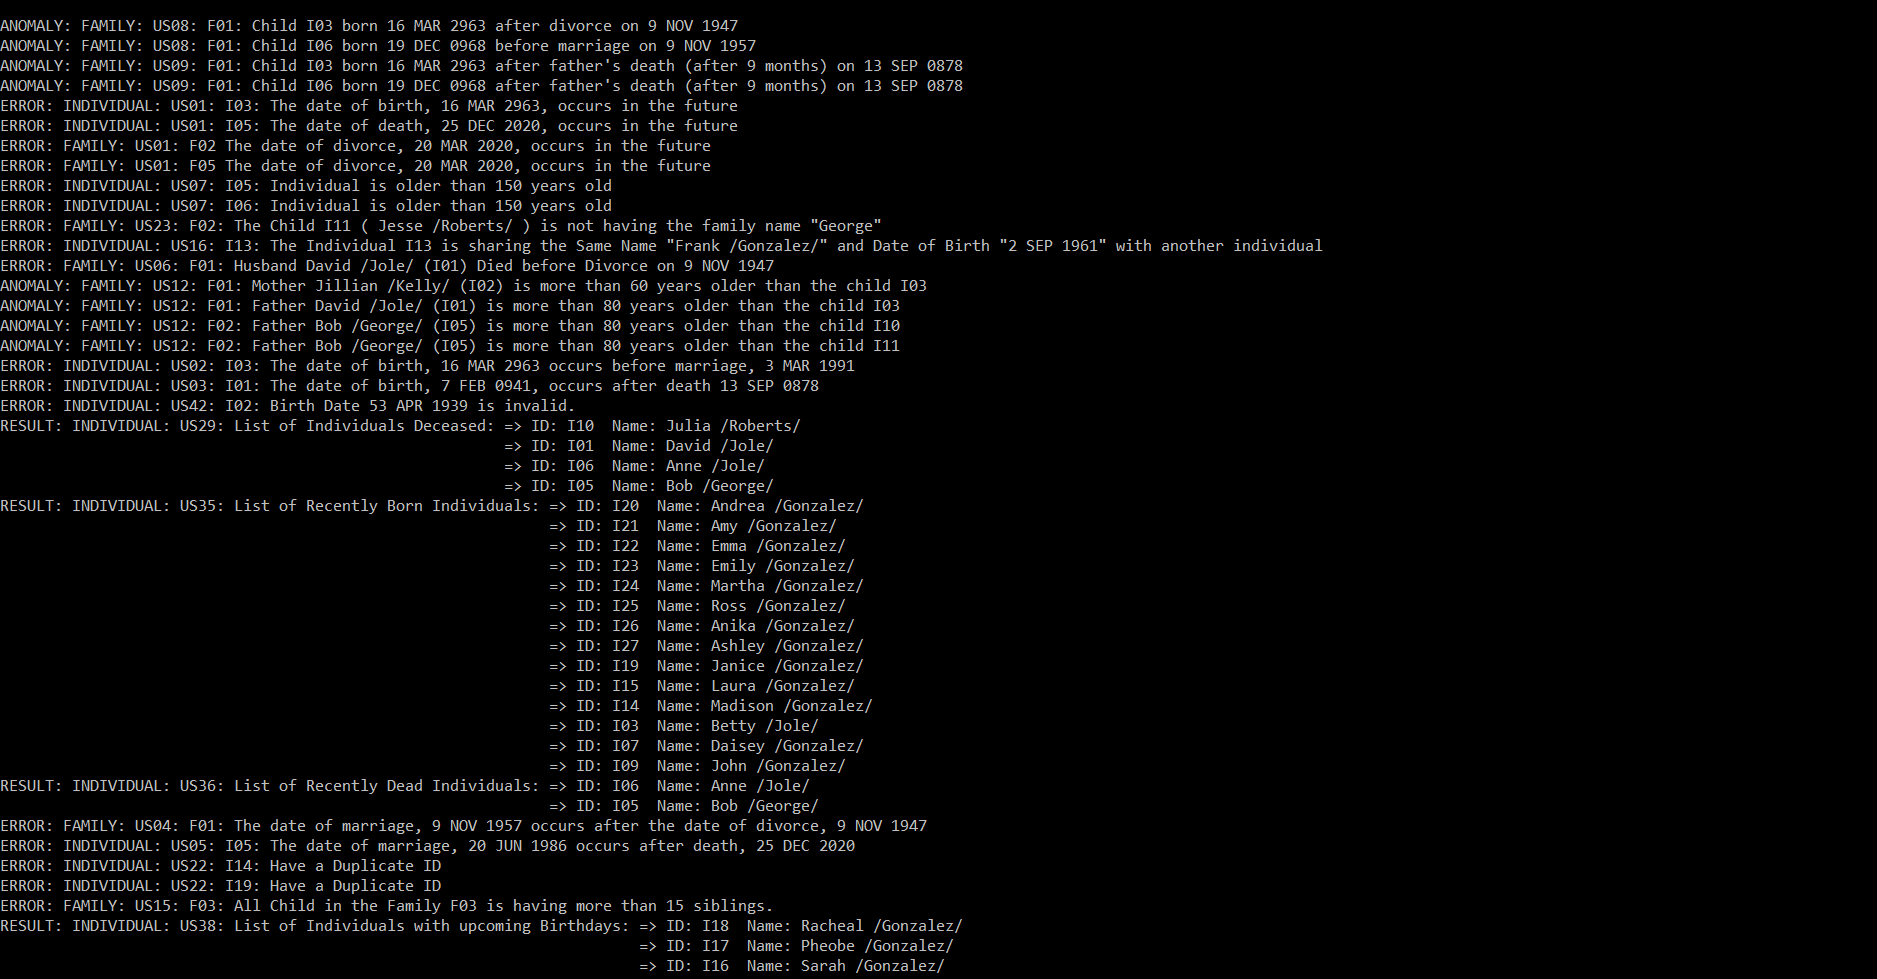 ANOMALY: FAMILY: US08: F01: Child I03 born 16 MAR 2963 after divorce on 9 NOV 1947
ANOMALY: FAMILY: US08: F01: Child I06 born 19 DEC 0968 before marriage on 9 NOV 1957
ANOMALY: FAMILY: US09: F01: Child I03 born 16 MAR 2963 after father's death (after 9 months) on 13 SEP 0878
ANOMALY: FAMILY: US09: F01: Child I06 born 19 DEC 0968 after father's death (after 9 months) on 13 SEP 0878
ERROR: INDIVIDUAL: US01: I03: The date of birth, 16 MAR 2963, occurs in the future
ERROR: INDIVIDUAL: US01: I05: The date of death, 25 DEC 2020, occurs in the future
ERROR: FAMILY: US01: F02 The date of divorce, 20 MAR 2020, occurs in the future
ERROR: FAMILY: US01: F05 The date of divorce, 20 MAR 2020, occurs in the future
ERROR: INDIVIDUAL: US07: I05: Individual is older than 150 years old
ERROR: INDIVIDUAL: US07: I06: Individual is older than 150 years old
ERROR: FAMILY: US23: F02: The Child I11 ( Jesse /Roberts/ ) is not having the family name "George"
ERROR: INDIVIDUAL: US16: I13: The Individual I13 is sharing the Same Name "Frank /Gonzalez/" and Date of Birth "2 SEP 1961" with another individual
ERROR: FAMILY: US06: F01: Husband David /Jole/ (I01) Died before Divorce on 9 NOV 1947
ANOMALY: FAMILY: US12: F01: Mother Jillian /Kelly/ (I02) is more than 60 years older than the child I03
ANOMALY: FAMILY: US12: F01: Father David /Jole/ (I01) is more than 80 years older than the child I03
ANOMALY: FAMILY: US12: F02: Father Bob /George/ (I05) is more than 80 years older than the child I10
ANOMALY: FAMILY: US12: F02: Father Bob /George/ (I05) is more than 80 years older than the child I11
ERROR: INDIVIDUAL: US02: I03: The date of birth, 16 MAR 2963 occurs before marriage, 3 MAR 1991
ERROR: INDIVIDUAL: US03: I01: The date of birth, 7 FEB 0941, occurs after death 13 SEP 0878
ERROR: INDIVIDUAL: US42: I02: Birth Date 53 APR 1939 is invalid.
RESULT: INDIVIDUAL: US29: List of Individuals Deceased: => ID: I10  Name: Julia /Roberts/
=> ID: I01  Name: David /Jole/
=> ID: I06  Name: Anne /Jole/
=> ID: I05  Name: Bob /George/
RESULT: INDIVIDUAL: US35: List of Recently Born Individuals: => ID: I20  Name: Andrea /Gonzalez/
=> ID: I21  Name: Amy /Gonzalez/
=> ID: I22  Name: Emma /Gonzalez/
=> ID: I23  Name: Emily /Gonzalez/
=> ID: I24  Name: Martha /Gonzalez/
=> ID: I25  Name: Ross /Gonzalez/
=> ID: I26  Name: Anika /Gonzalez/
=> ID: I27  Name: Ashley /Gonzalez/
=> ID: I19  Name: Janice /Gonzalez/
=> ID: I15  Name: Laura /Gonzalez/
=> ID: I14  Name: Madison /Gonzalez/
=> ID: I03  Name: Betty /Jole/
=> ID: I07  Name: Daisey /Gonzalez/
=> ID: I09  Name: John /Gonzalez/
RESULT: INDIVIDUAL: US36: List of Recently Dead Individuals: => ID: I06  Name: Anne /Jole/
=> ID: I05  Name: Bob /George/
ERROR: FAMILY: US04: F01: The date of marriage, 9 NOV 1957 occurs after the date of divorce, 9 NOV 1947
ERROR: INDIVIDUAL: US05: I05: The date of marriage, 20 JUN 1986 occurs after death, 25 DEC 2020
ERROR: INDIVIDUAL: US22: I14: Have a Duplicate ID
ERROR: INDIVIDUAL: US22: I19: Have a Duplicate ID
ERROR: FAMILY: US15: F03: All Child in the Family F03 is having more than 15 siblings.
RESULT: INDIVIDUAL: US38: List of Individuals with upcoming Birthdays: => ID: I18  Name: Racheal /Gonzalez/
=> ID: I17  Name: Pheobe /Gonzalez/
=> ID: I16  Name: Sarah /Gonzalez/